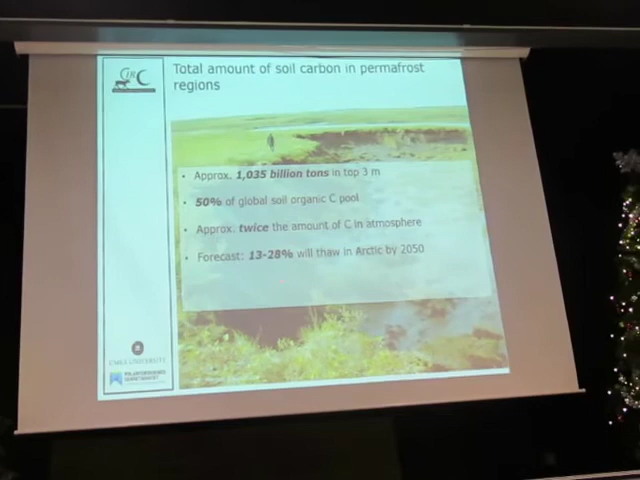 CirC
Total amount of soil carbon in permafrost
regions
• Approx. 1,035 billion tons in top 3 m
• 50% of global soil organic C pool
• Approx. twice the amount of C in atmosphere
• Forecast: 13-28% will thaw in Arctic by 2050
UMEÅ UNIVERSITY